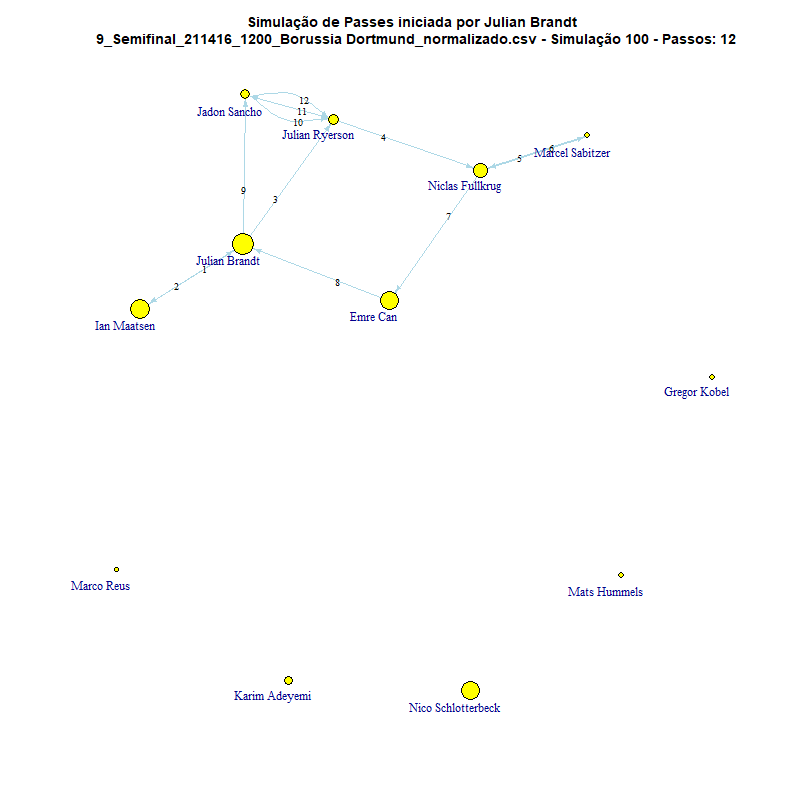 Simulação de Passes iniciada por Julian Brandt
9_Semifinal_211416_1200_Borussia Dortmund_normalizado.csv - Simulação 100 - Passos: 12
12
Jadon Sancho
11
10
Julian Ryerson
4
6
5
Marcel Sabitzer
Niclas Fullkrug
9
3
7
Julian Brandt
1
8
2
Emre Can
Ian Maatsen
Gregor Kobel
Marco Reus
Mats Hummels
Karim Adeyemi
Nico Schlotterbeck